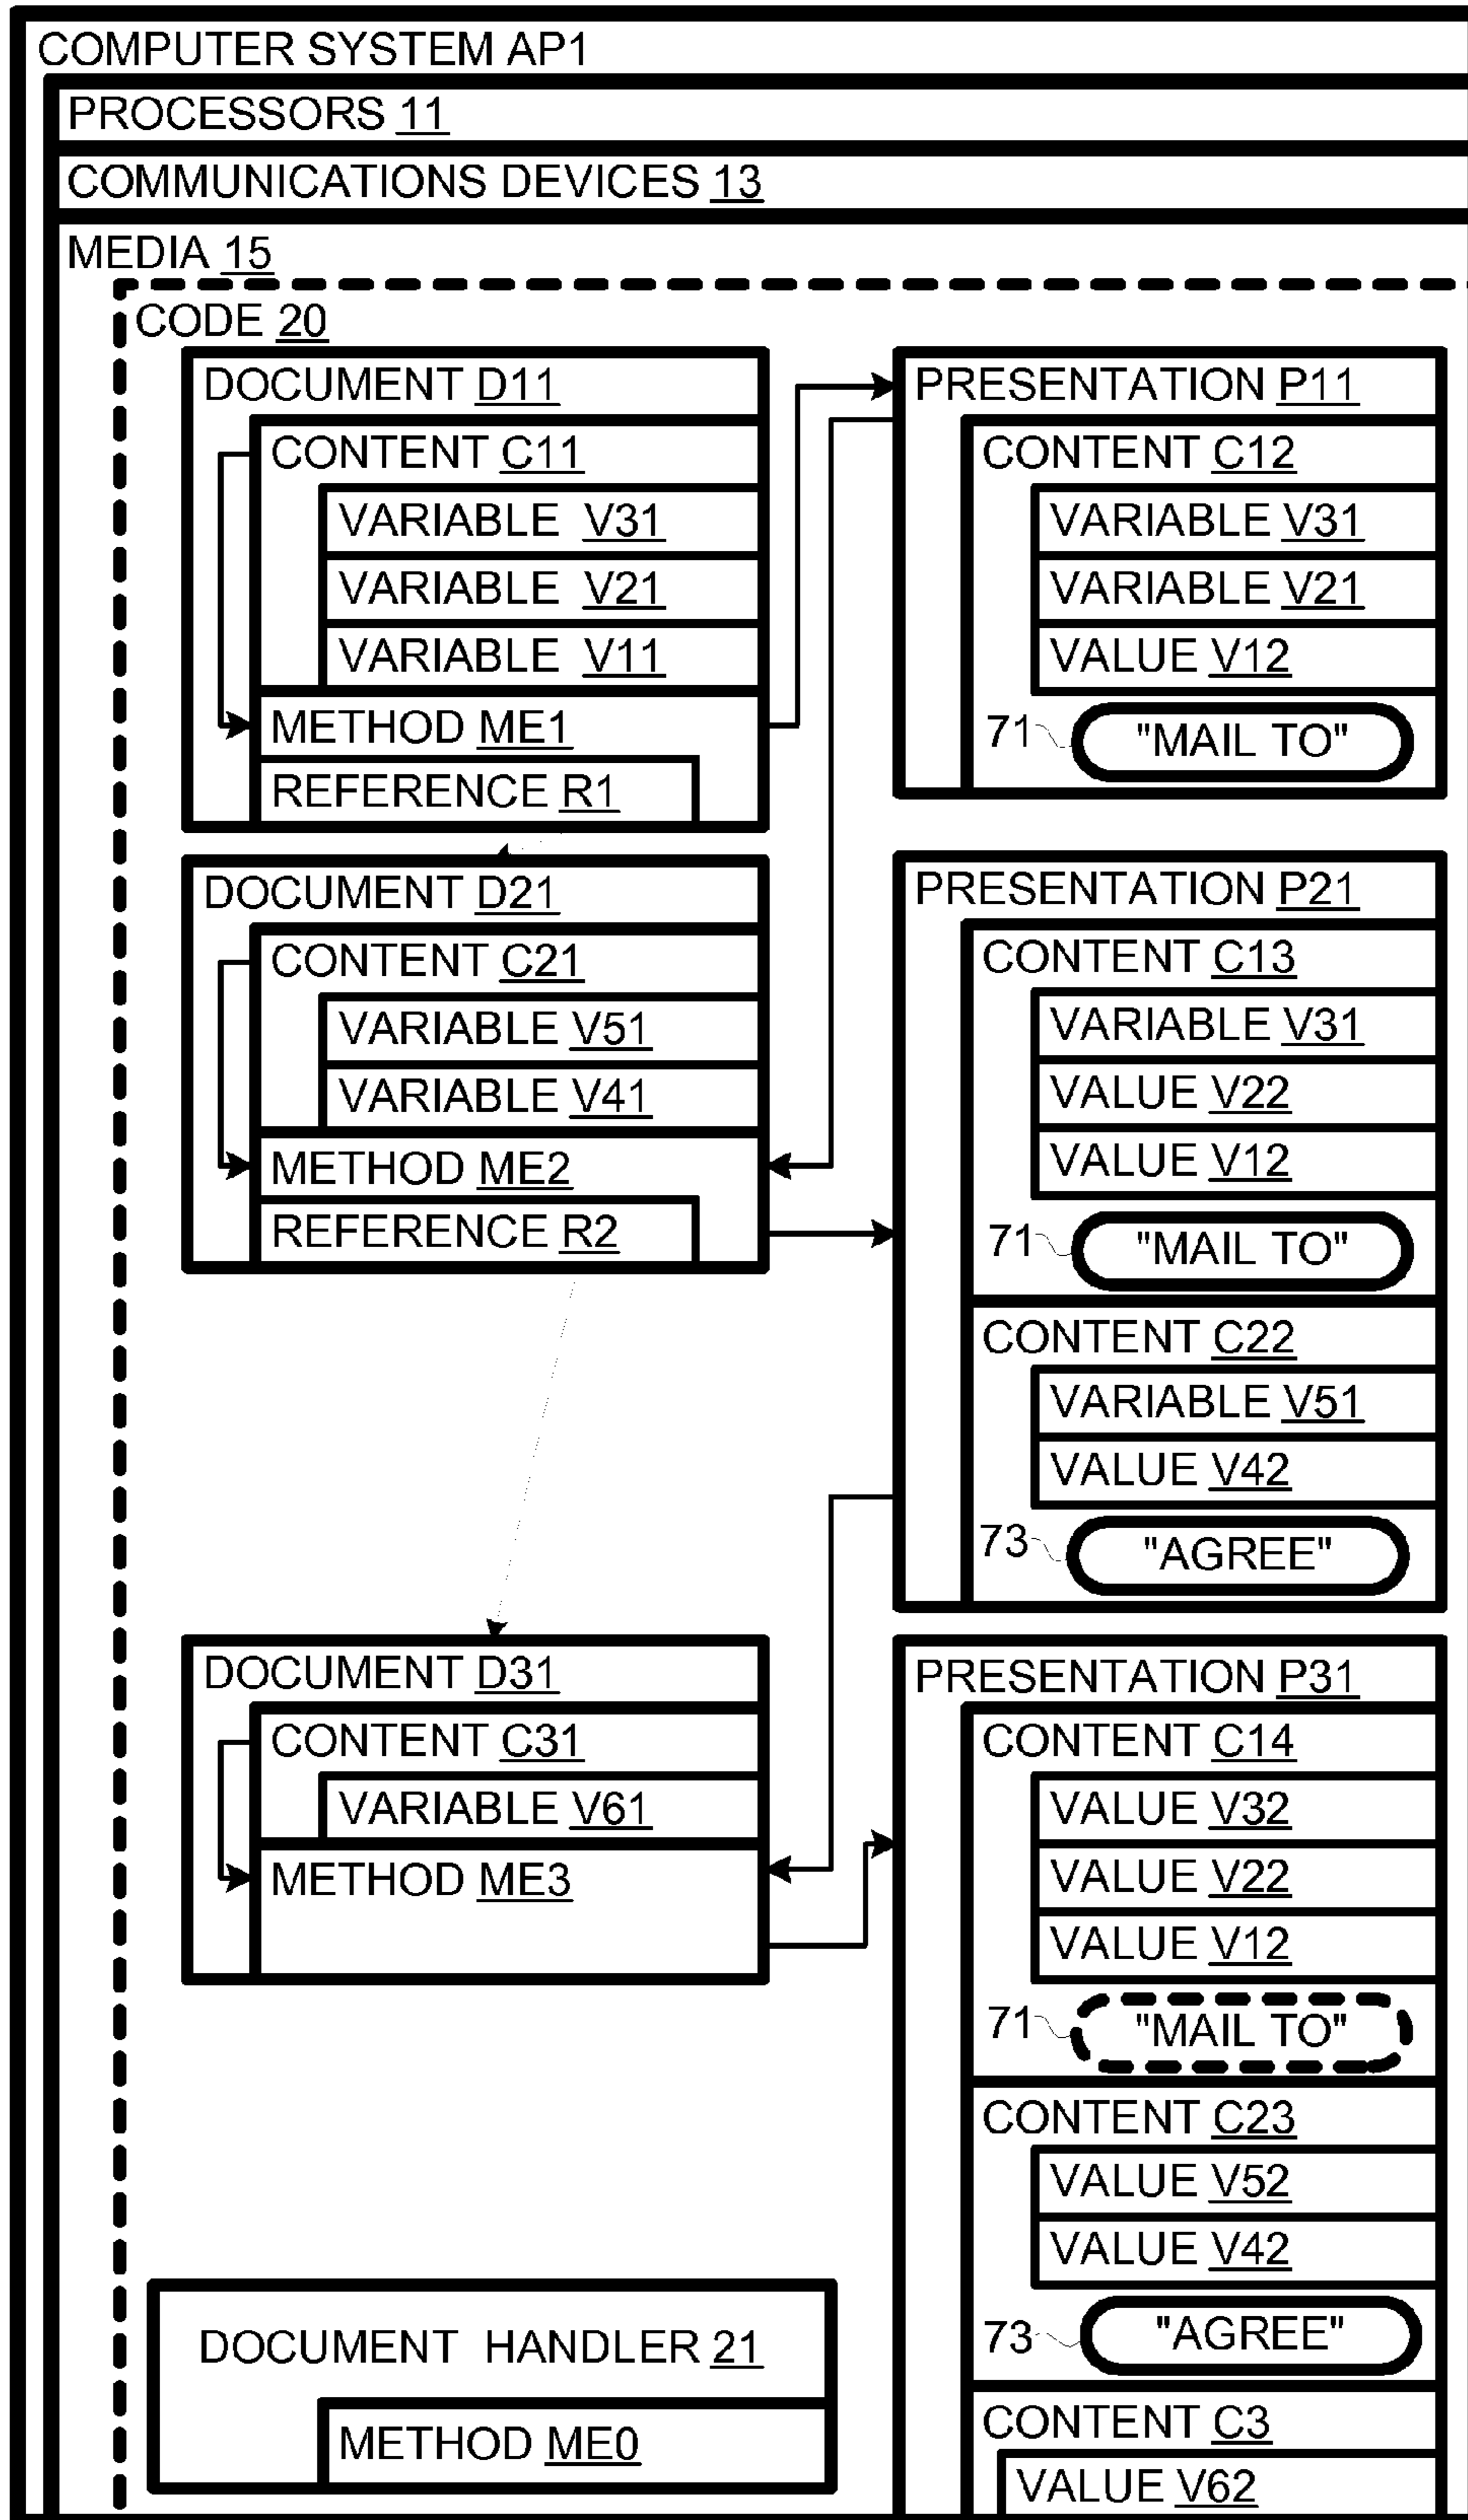 COMPUTER SYSTEM AP1
PROCESSORS 11
COMMUNICATIONS DEVICES 13
MEDIA 15
CODE 20
DOCUMENT D11
CONTENT C11
VARIABLE V31
VARIABLE V21
VARIABLE V11
METHOD ME1
REFERENCE R1
PRESENTATION P11
CONTENT C12
VARIABLE V31
VARIABLE V21
VALUE V12
71 "MAIL TO"
DOCUMENT D21
CONTENT C21
VARIABLE V51
VARIABLE V41
METHOD ME2
REFERENCE R2
PRESENTATION P21
CONTENT C13
VARIABLE V31
VALUE V22
VALUE V12
71 "MAIL TO"
CONTENT C22
VARIABLE V51
VALUE V42
73 "AGREE"
DOCUMENT D31
CONTENT C31
VARIABLE V61
METHOD ME3
PRESENTATION P31
CONTENT C14
VALUE V32
VALUE V22
VALUE V12
71 "MAIL TO"
CONTENT C23
VALUE V52
VALUE V42
73 "AGREE"
CONTENT C3
VALUE V62
DOCUMENT HANDLER 21
METHOD ME0